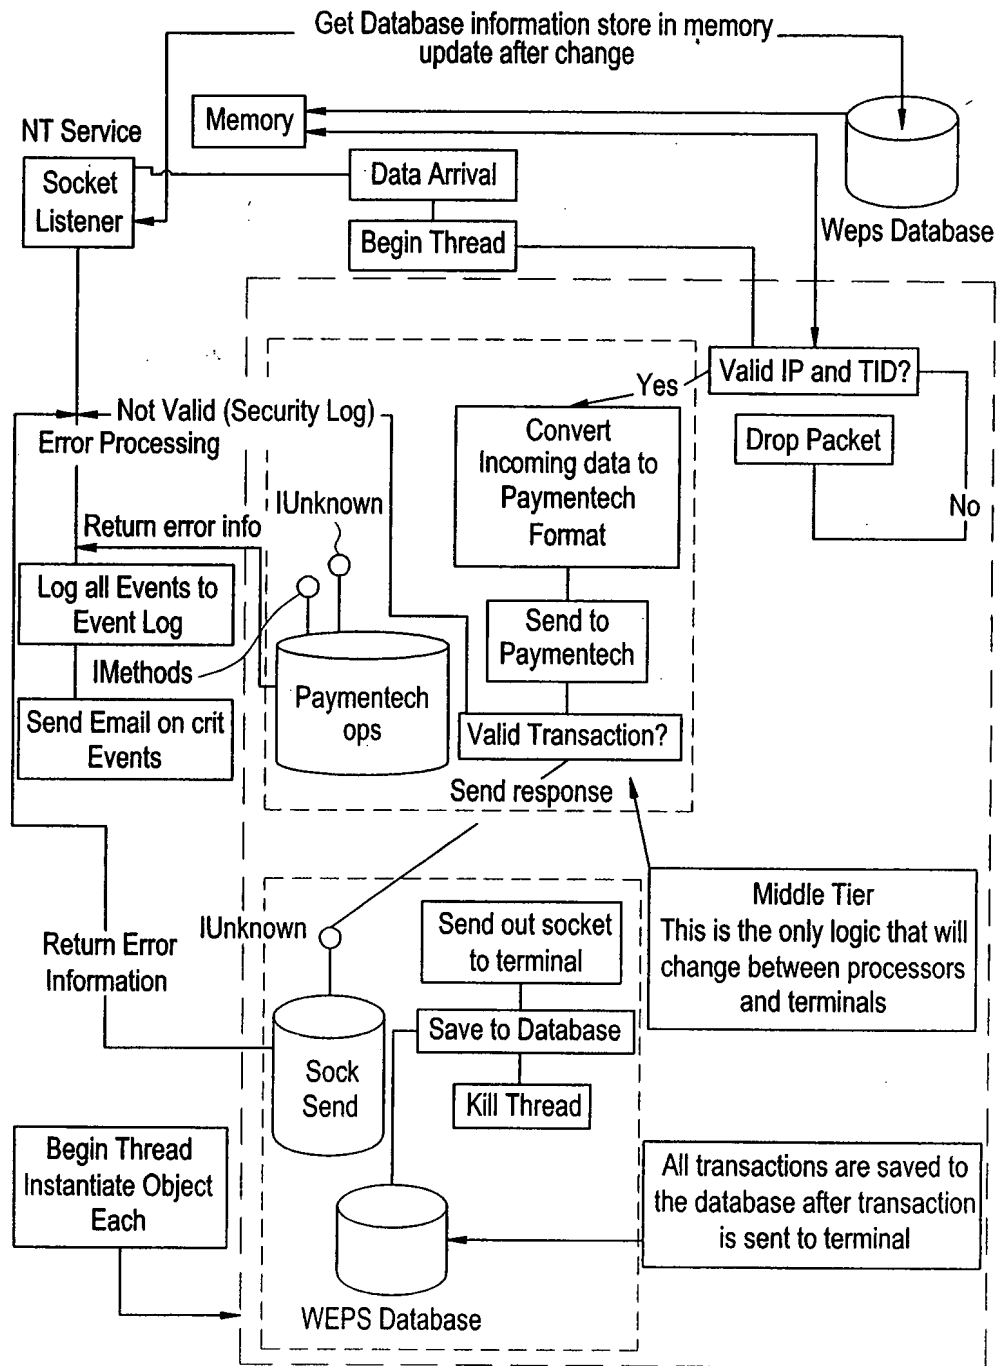 Get Database information store in memory
update after change
Memory
NT Service
Socket
Listener
Data Arrival
Begin Thread
Weps Database
Valid IP and TID?
Yes
Not Valid (Security Log)
Error Processing
Convert
Incoming data to
Paymentech
Format
Drop Packet
No
IUnknown
Return error info
Log all Events to
Event Log
IMethods
Send to
Paymentech
Paymentech
ops
Send Email on crit
Events
Valid Transaction?
Send response
Middle Tier
This is the only logic that will
change between processors
and terminals
IUnknown
Send out socket
to terminal
Return Error
Information
Save to Database
Sock
Send
Kill Thread
Begin Thread
Instantiate Object
Each
All transactions are saved to
the database after transaction
is sent to terminal
WEPS Database